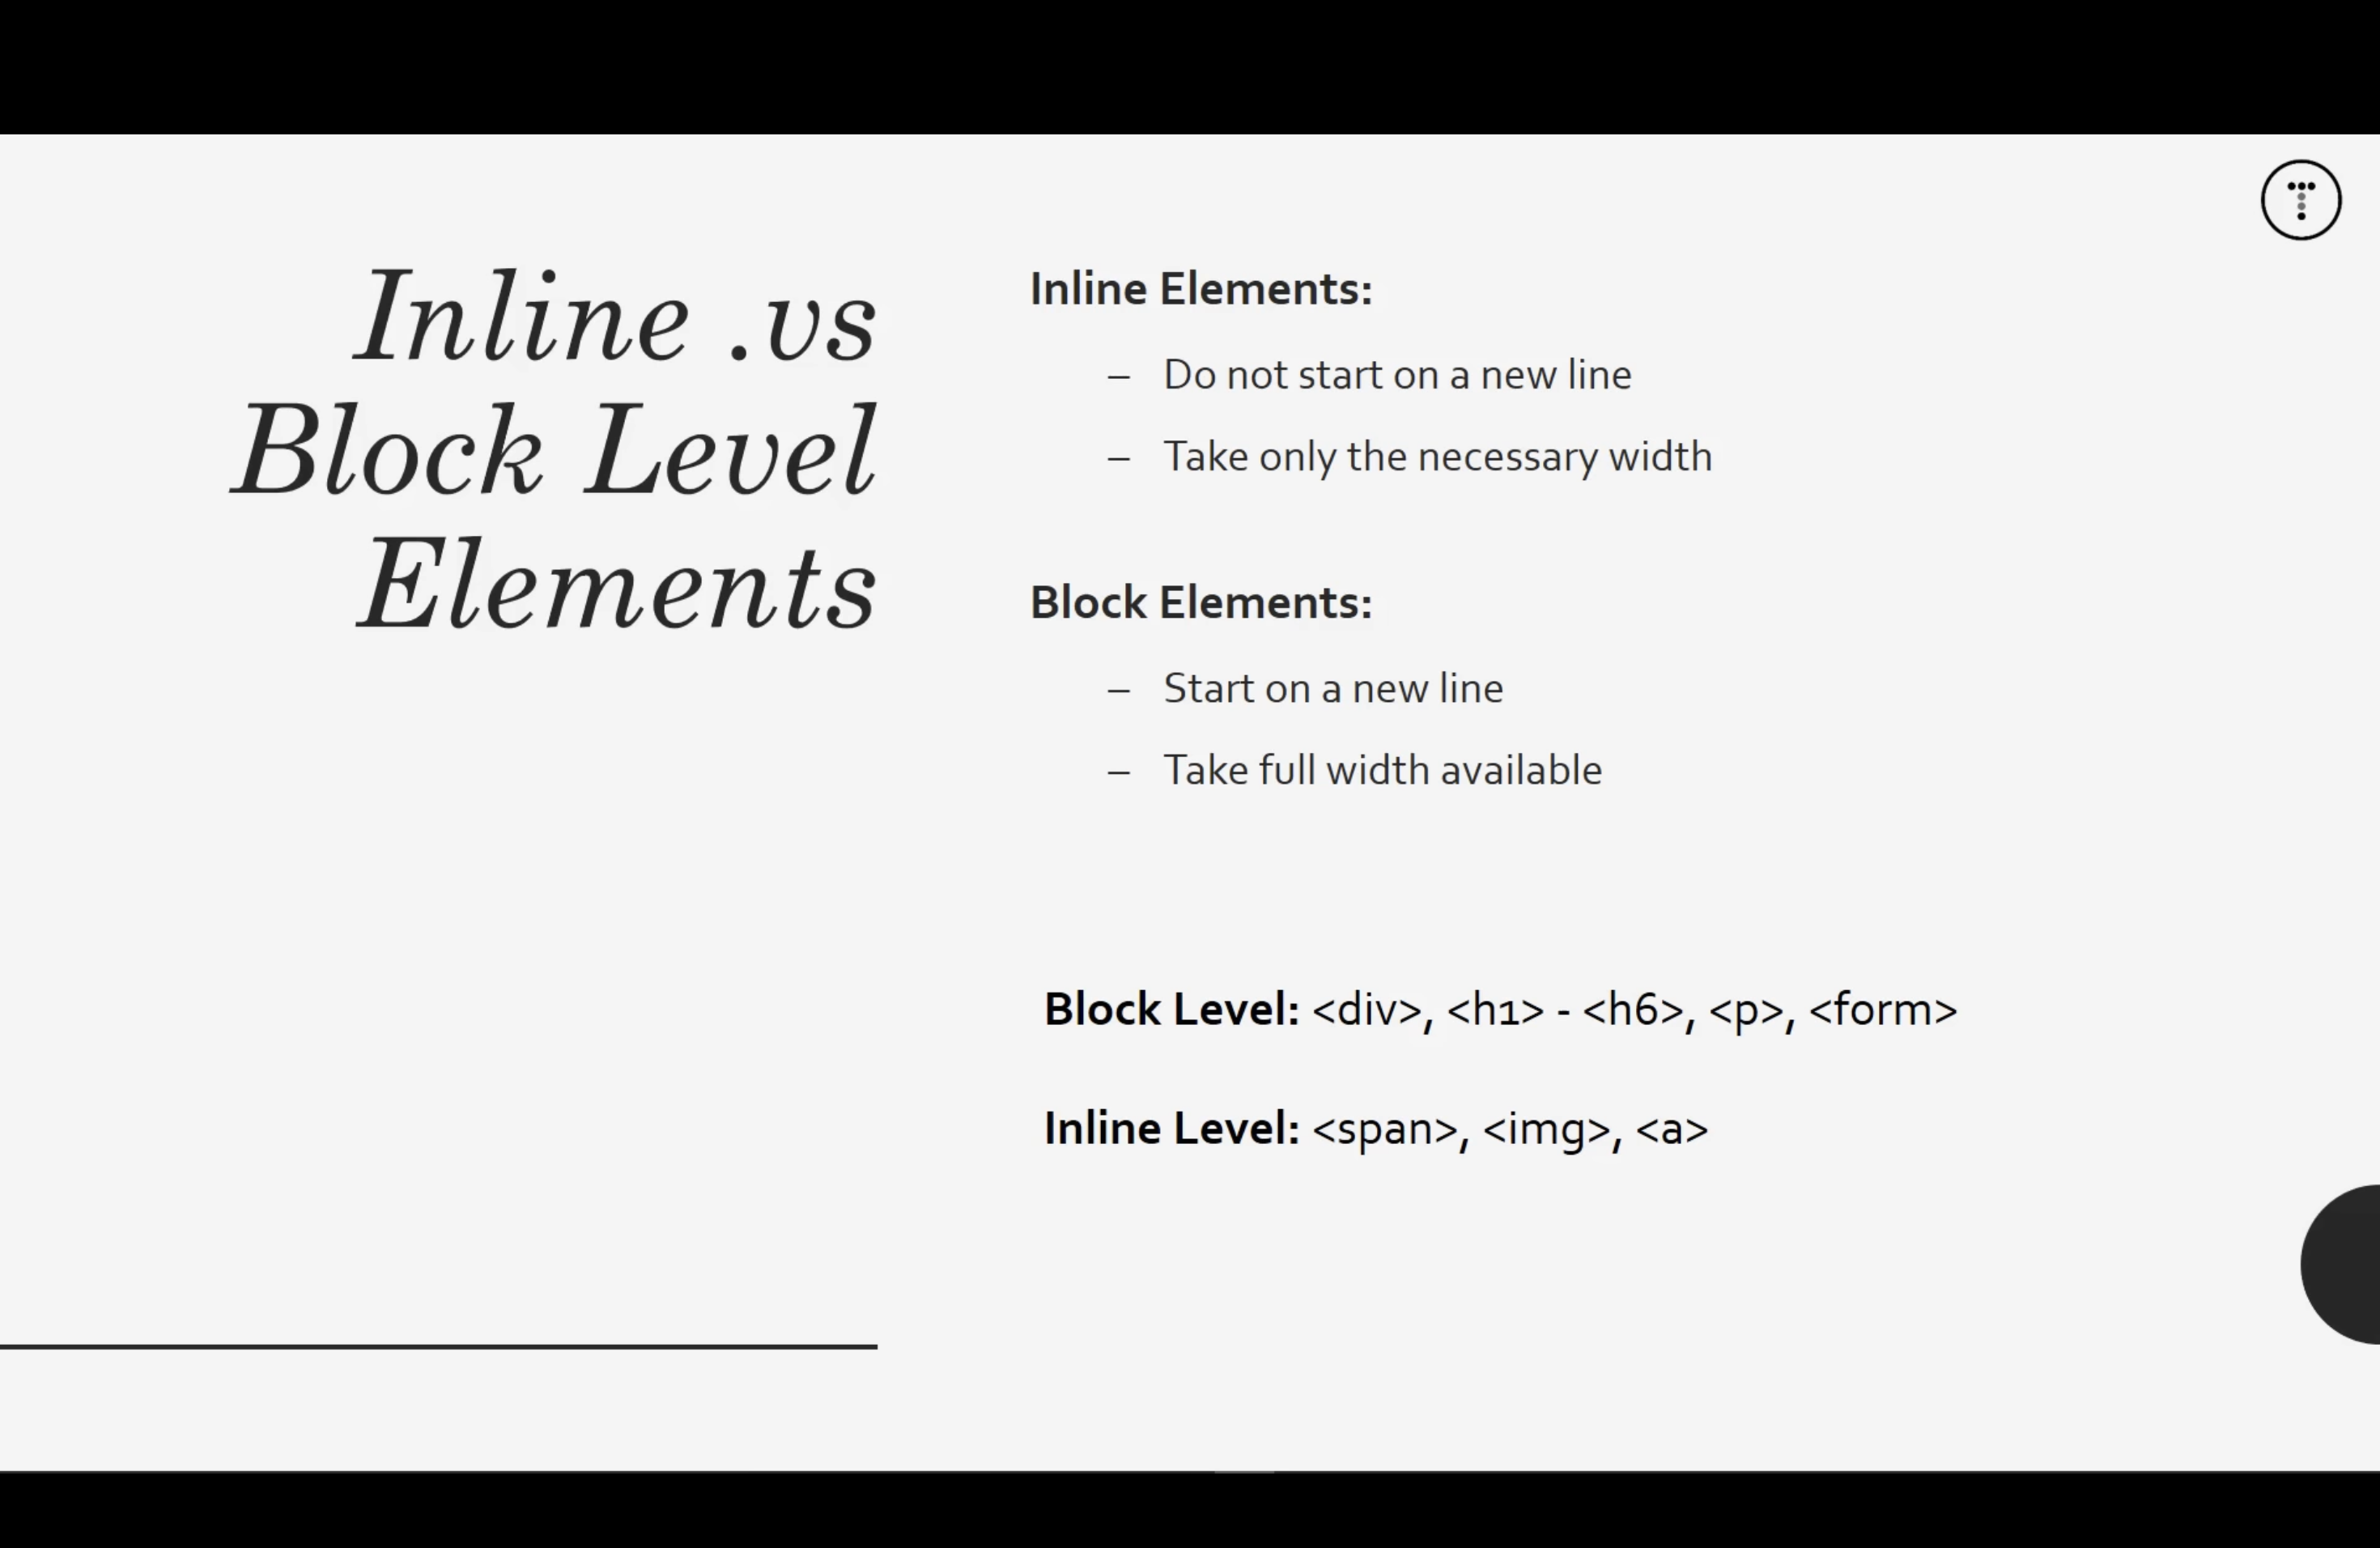 Inline .vs
Block Level
Elements
Inline Elements:
– Do not start on a new line
– Take only the necessary width
Block Elements:
– Start on a new line
– Take full width available
Block Level: <div>, <h1> - <h6>, <p>, <form>
Inline Level: <span>, <img>, <a>